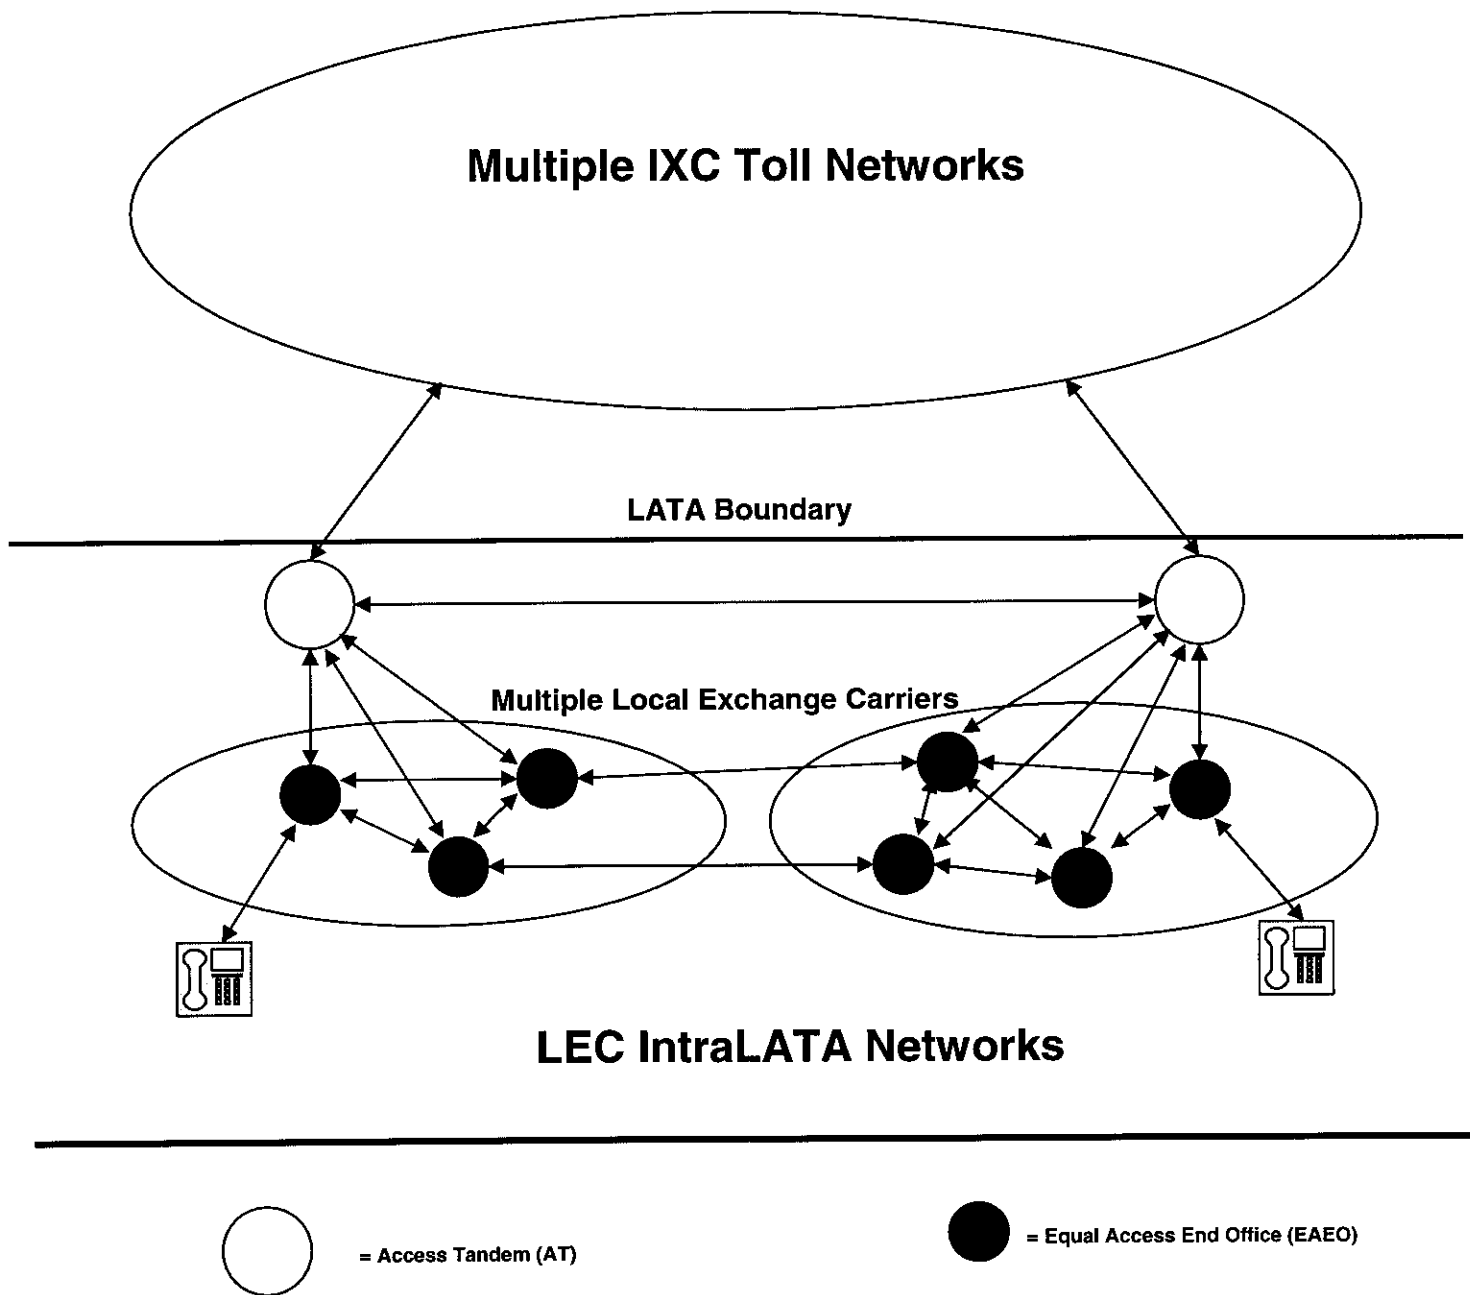 Multiple IXC Toll Networks
LATA Boundary
Multiple Local Exchange Carriers
LEC IntraLATA Networks
= Access Tandem (AT)
= Equal Access End Office (EAEO)